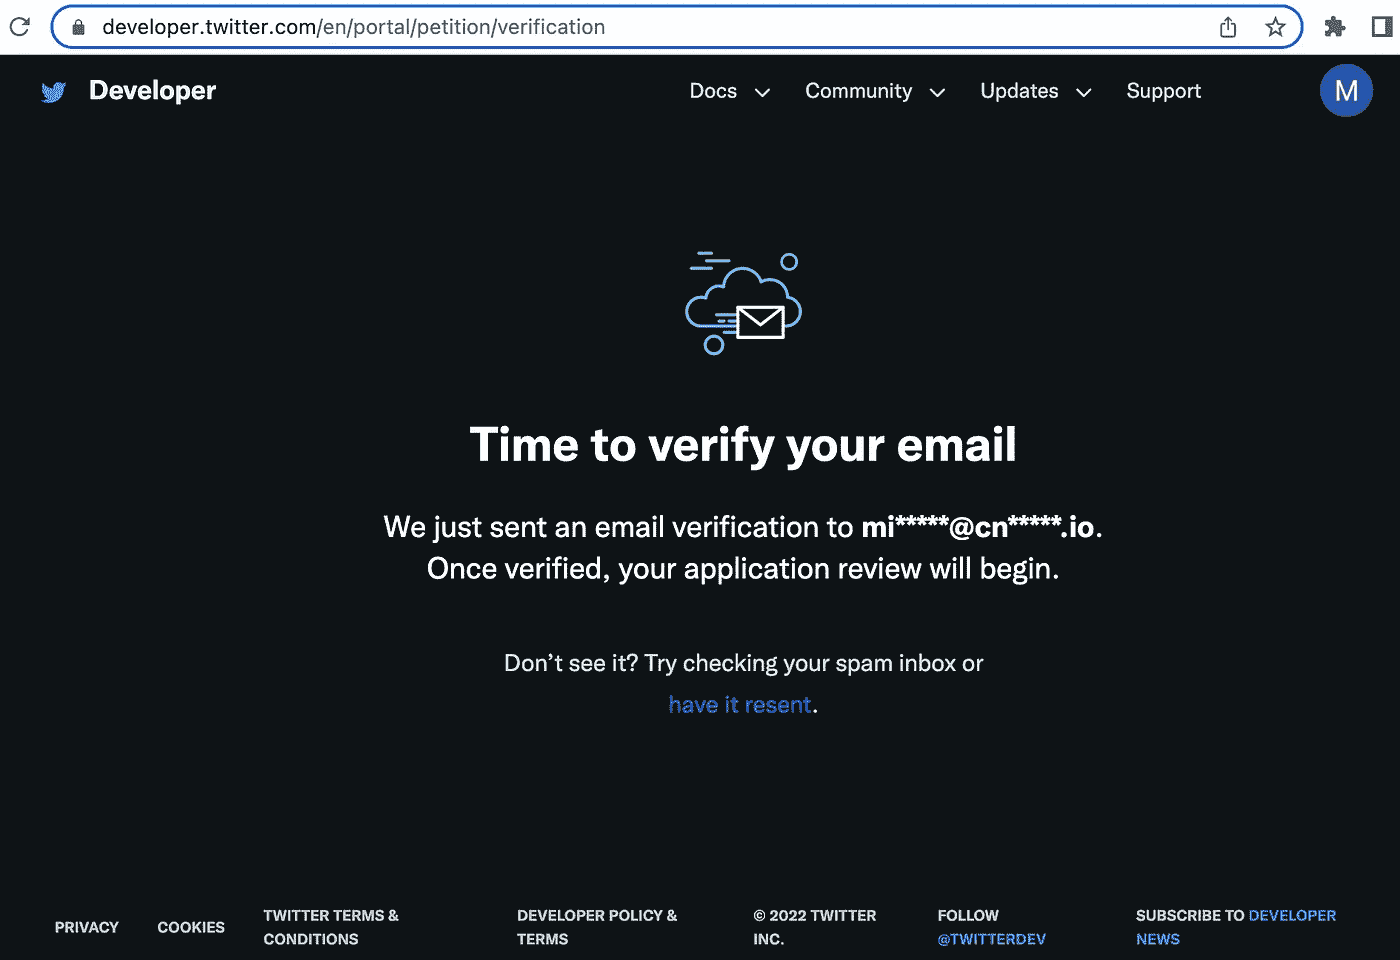 developer.twitter.com/en/portal/petition/verification
Developer
Docs
Community
Updates
Support
M
Time to verify your email
We just sent an email verification to mi*****@cn*****.io.
Once verified, your application review will begin.
Don’t see it? Try checking your spam inbox or
have it resent.
PRIVACY
COOKIES
TWITTER TERMS &
CONDITIONS
DEVELOPER POLICY &
TERMS
© 2022 TWITTER
INC.
FOLLOW
@TWITTERDEV
SUBSCRIBE TO DEVELOPER
NEWS